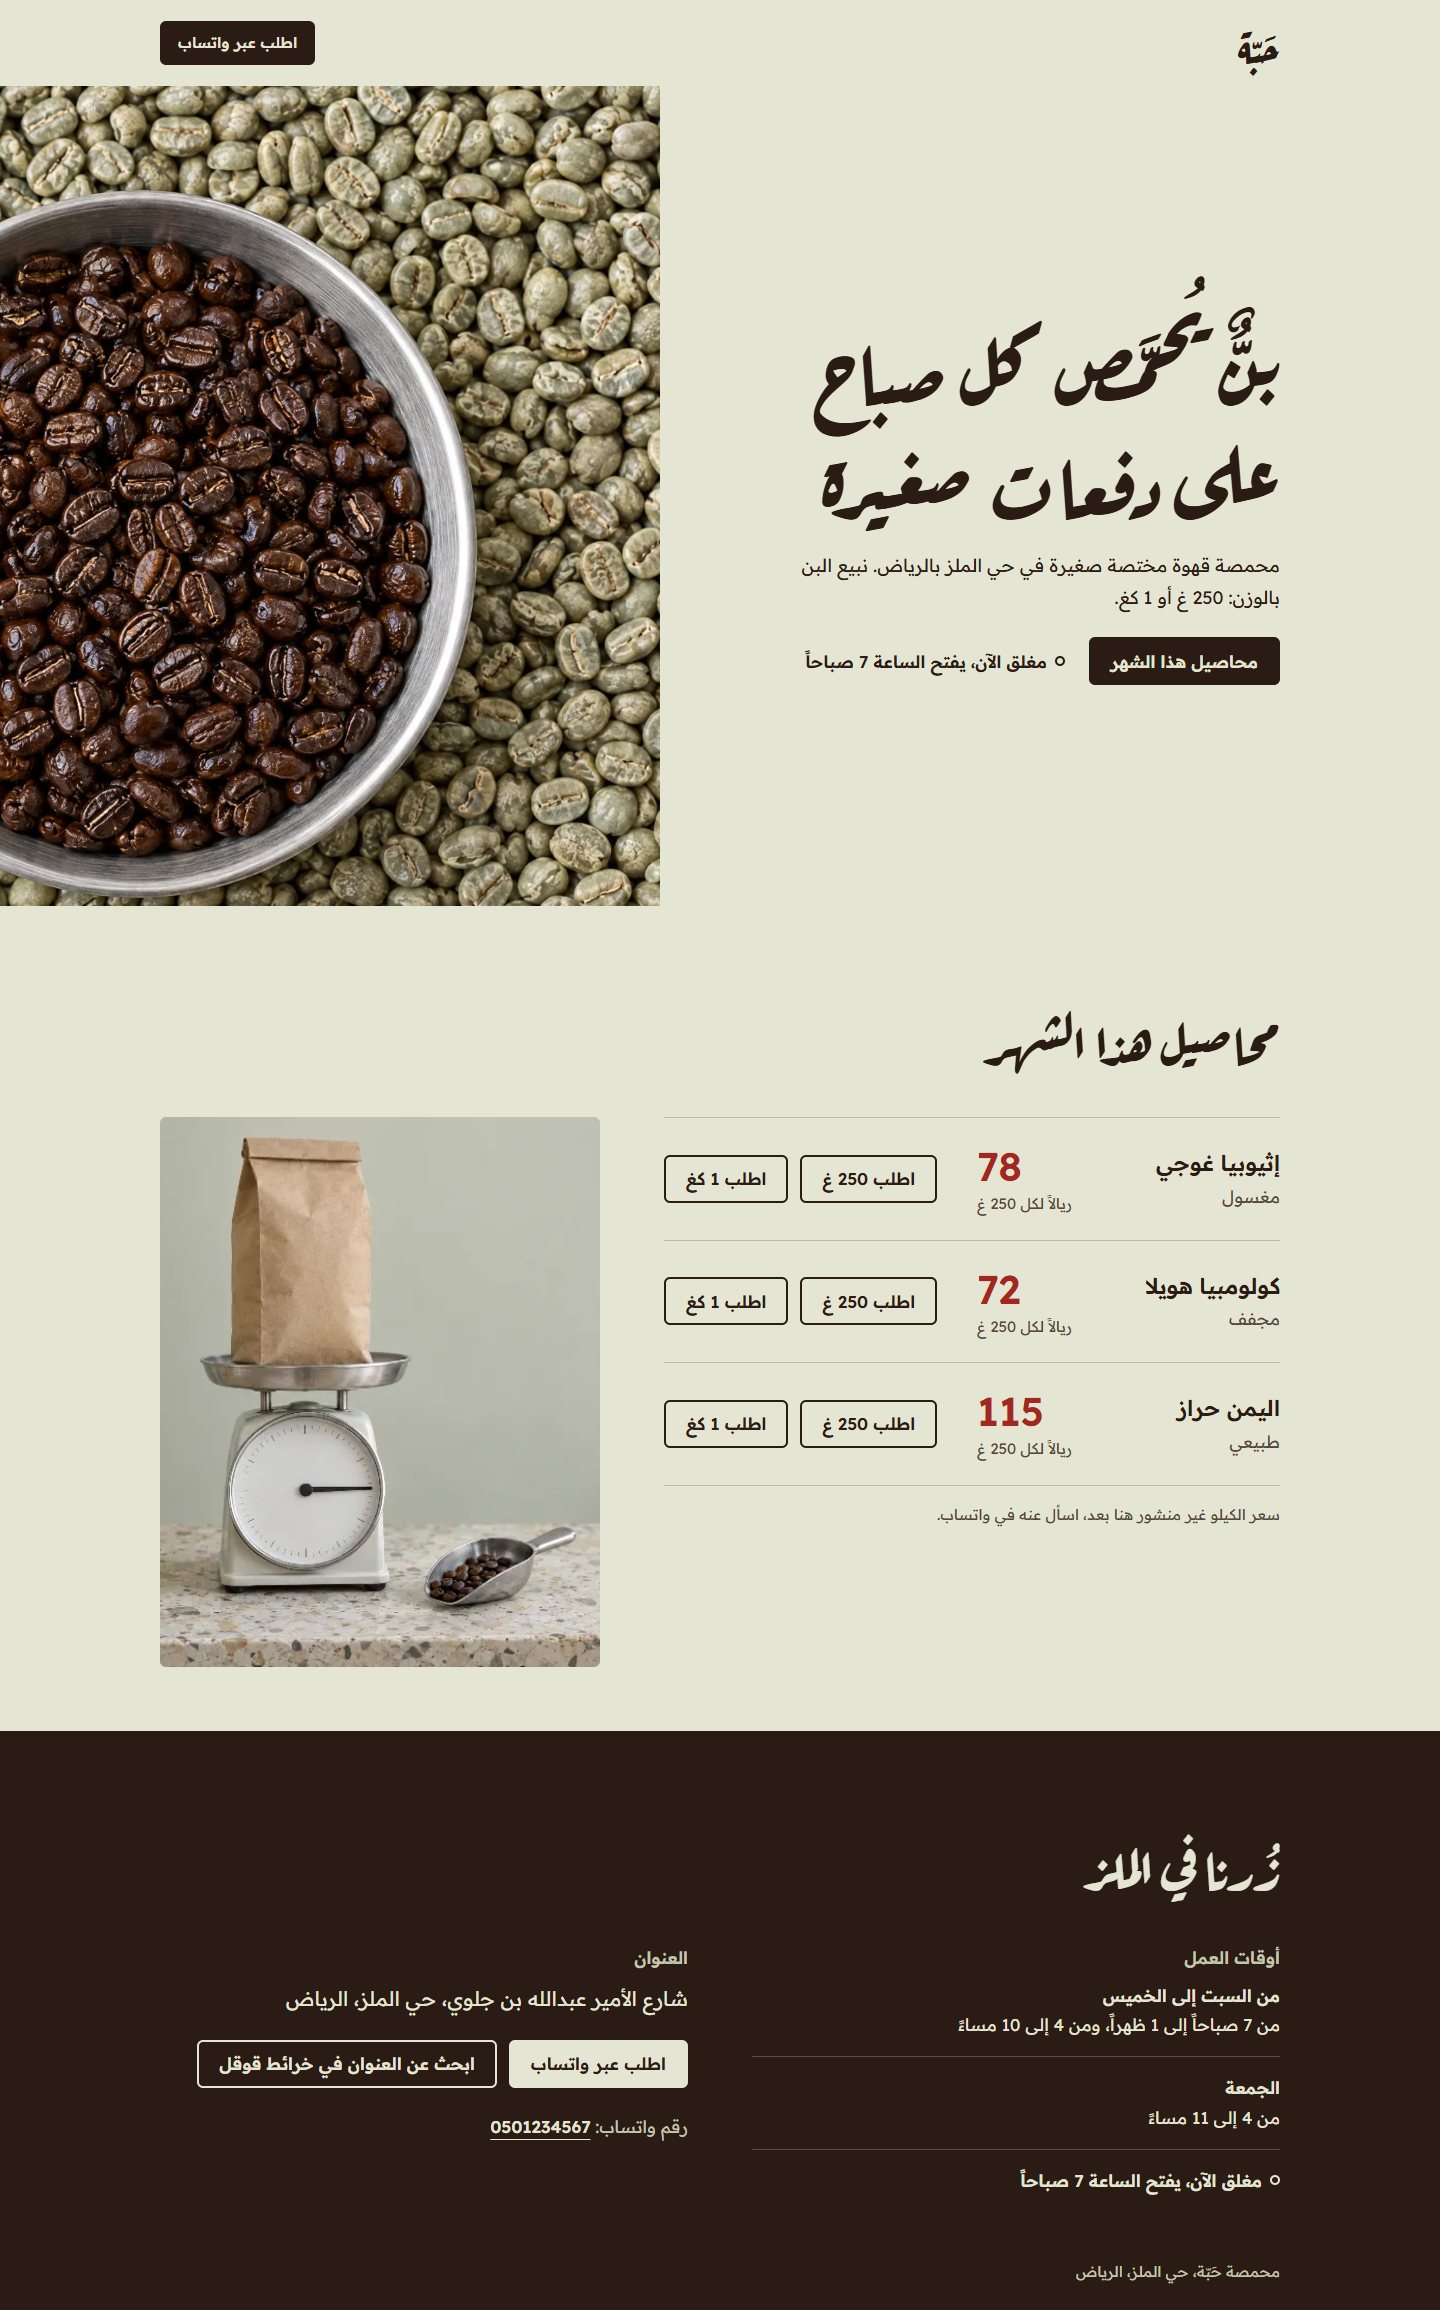 حَبّة
اطلب عبر واتساب
بنٌّ يُحمَّص كل صباح
على دفعات صغيرة
محمصة قهوة مختصة صغيرة في حي الملز بالرياض. نبيع البن
بالوزن: 250 غ أو 1 كغ.
محاصيل هذا الشهر
مغلق الآن، يفتح الساعة 7 صباحاً
محاصيل هذا الشهر
إثيوبيا غوجي
مغسول
78
ريالاً لكل 250 غ
اطلب 250 غ
اطلب 1 كغ
كولومبيا هويلا
مجفف
72
ريالاً لكل 250 غ
اطلب 250 غ
اطلب 1 كغ
اليمن حراز
طبيعي
115
ريالاً لكل 250 غ
اطلب 250 غ
اطلب 1 كغ
سعر الكيلو غير منشور هنا بعد، اسأل عنه في واتساب.
زُرنا في الملز
أوقات العمل
من السبت إلى الخميس
من 7 صباحاً إلى 1 ظهراً، ومن 4 إلى 10 مساءً
الجمعة
من 4 إلى 11 مساءً
مغلق الآن، يفتح الساعة 7 صباحاً
العنوان
شارع الأمير عبدالله بن جلوي، حي الملز، الرياض
اطلب عبر واتساب
ابحث عن العنوان في خرائط قوقل
رقم واتساب: 0501234567
محمصة حَبّة، حي الملز، الرياض